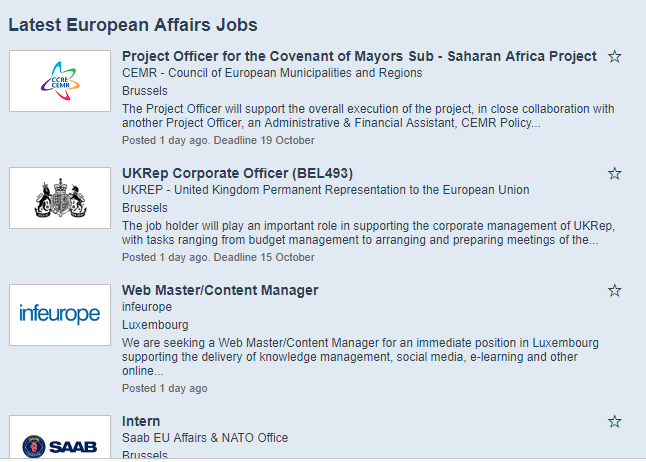 Latest European Affairs Jobs
CCRE
CEMR
Project Officer for the Covenant of Mayors Sub - Saharan Africa Project
CEMR - Council of European Municipalities and Regions
Brussels
The Project Officer will support the overall execution of the project, in close collaboration with
another Project Officer, an Administrative & Financial Assistant, CEMR Policy...
Posted 1 day ago. Deadline 19 October
UKRep Corporate Officer (BEL493)
UKREP - United Kingdom Permanent Representation to the European Union
Brussels
The job holder will play an important role in supporting the corporate management of UKRep,
with tasks ranging from budget management to arranging and preparing meetings of the...
Posted 1 day ago. Deadline 15 October
infeurope
Web Master/Content Manager
infeurope
Luxembourg
We are seeking a Web Master/Content Manager for an immediate position in Luxembourg
supporting the delivery of knowledge management, social media, e-learning and other
online...
Posted 1 day ago
SAAB
Intern
Saab EU Affairs & NATO Office
Brussels